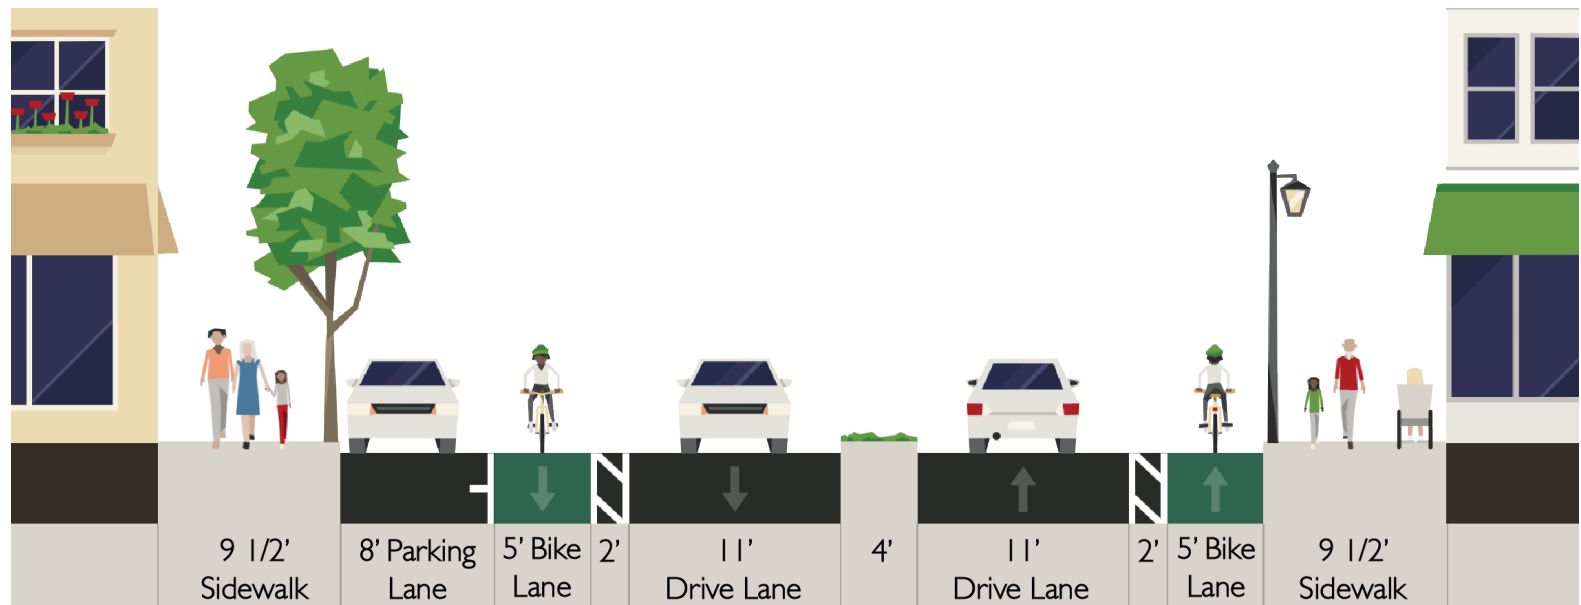 9 1/2’
Sidewalk
8’ Parking
Lane
5’ Bike
Lane
2’
11’
Drive Lane
4’
11’
Drive Lane
2’
5’ Bike
Lane
9 1/2’
Sidewalk